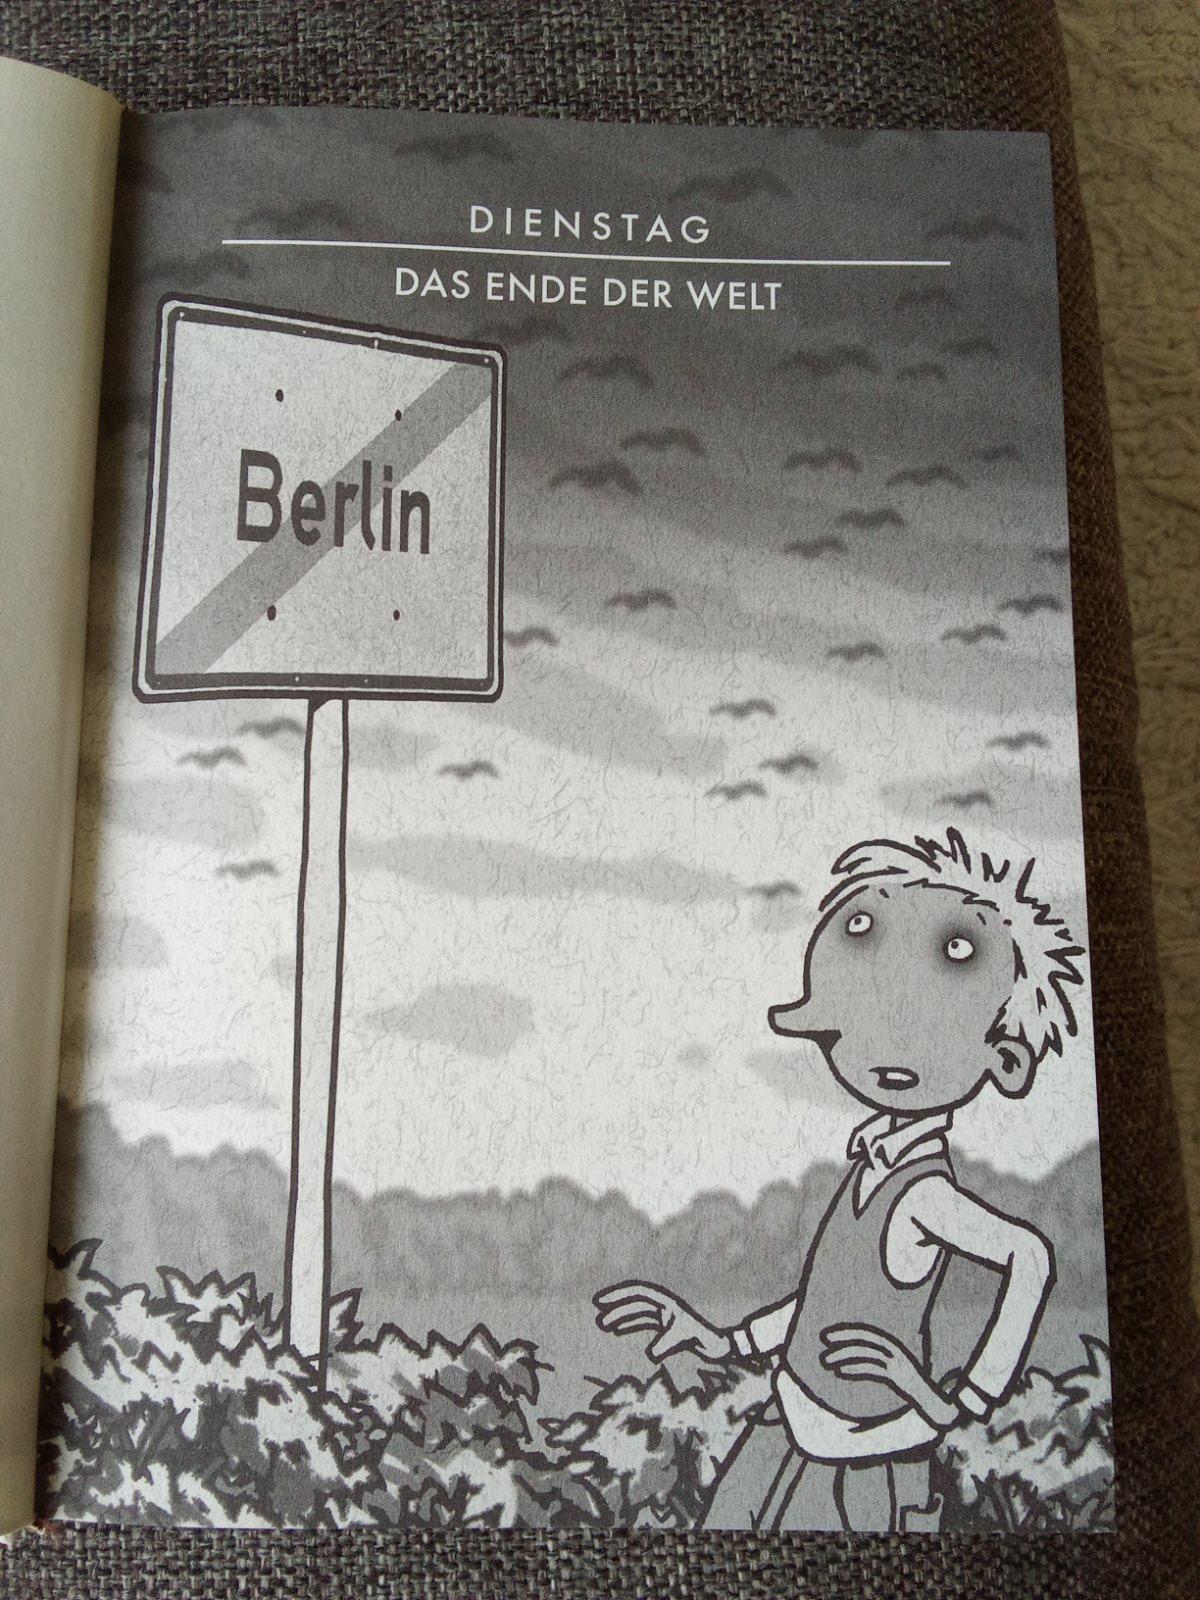 DIENSTAG
DAS ENDE DER WELT
Berlin